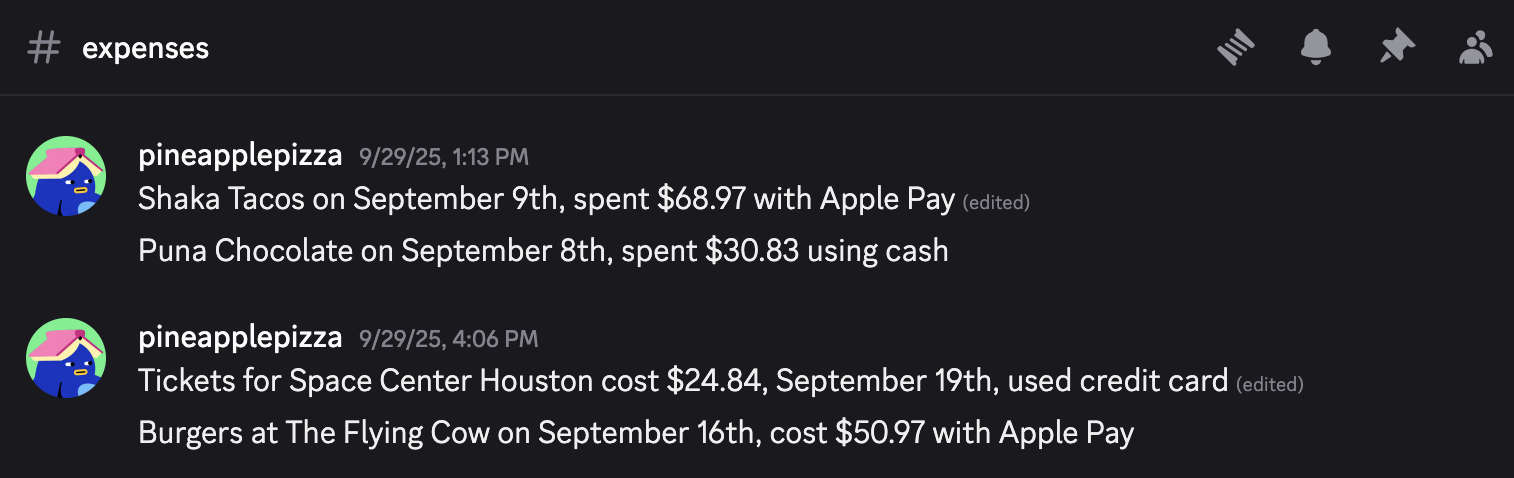 # expenses
pineapplepizza 9/29/25, 1:13 PM
Shaka Tacos on September 9th, spent $68.97 with Apple Pay (edited)
Puna Chocolate on September 8th, spent $30.83 using cash
pineapplepizza 9/29/25, 4:06 PM
Tickets for Space Center Houston cost $24.84, September 19th, used credit card (edited)
Burgers at The Flying Cow on September 16th, cost $50.97 with Apple Pay